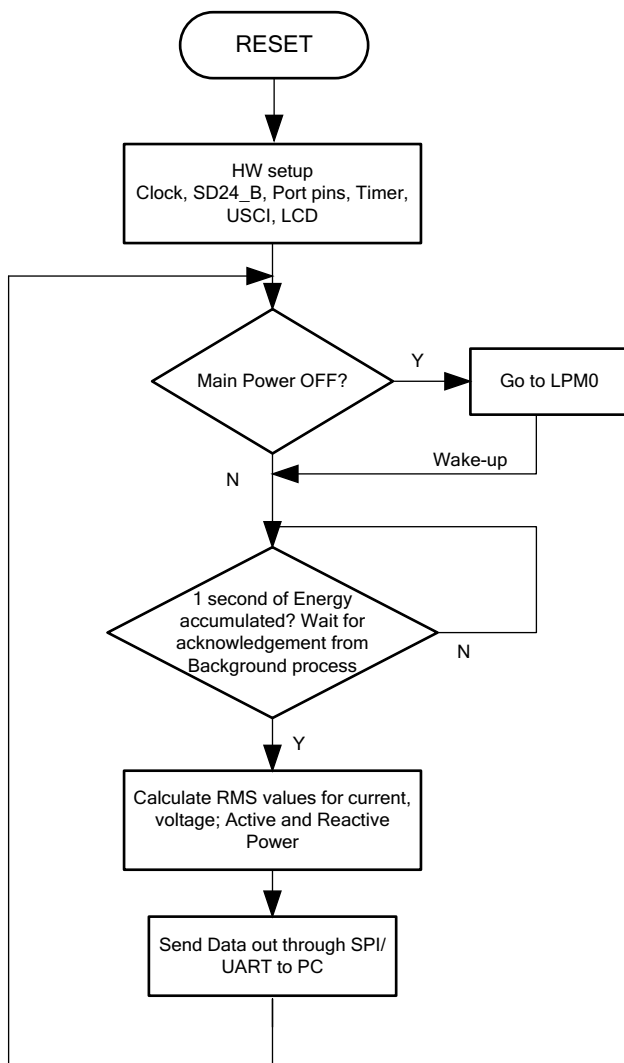 RESET
HW setup
Clock, SD24_B, Port pins, Timer,
USCI, LCD
Main Power OFF?
Y
Go to LPM0
Wake-up
N
1 second of Energy
accumulated? Wait for
acknowledgement from
Background process
N
Y
Calculate RMS values for current,
voltage; Active and Reactive
Power
Send Data out through SPI/
UART to PC